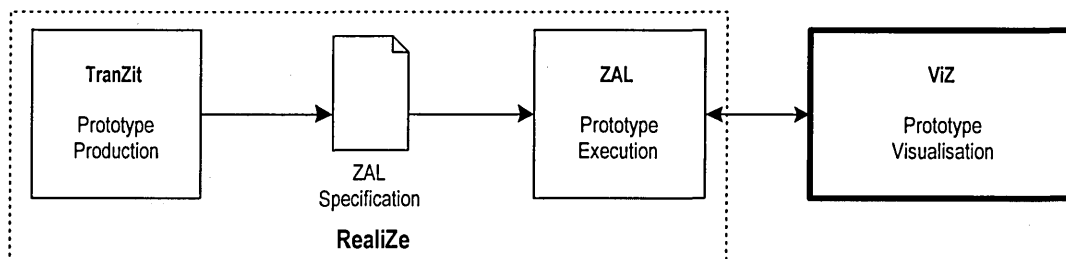 TranZit
Prototype
Production
ZAL
Specification
ZAL
Prototype
Execution
RealiZe
ViZ
Prototype
Visualisation